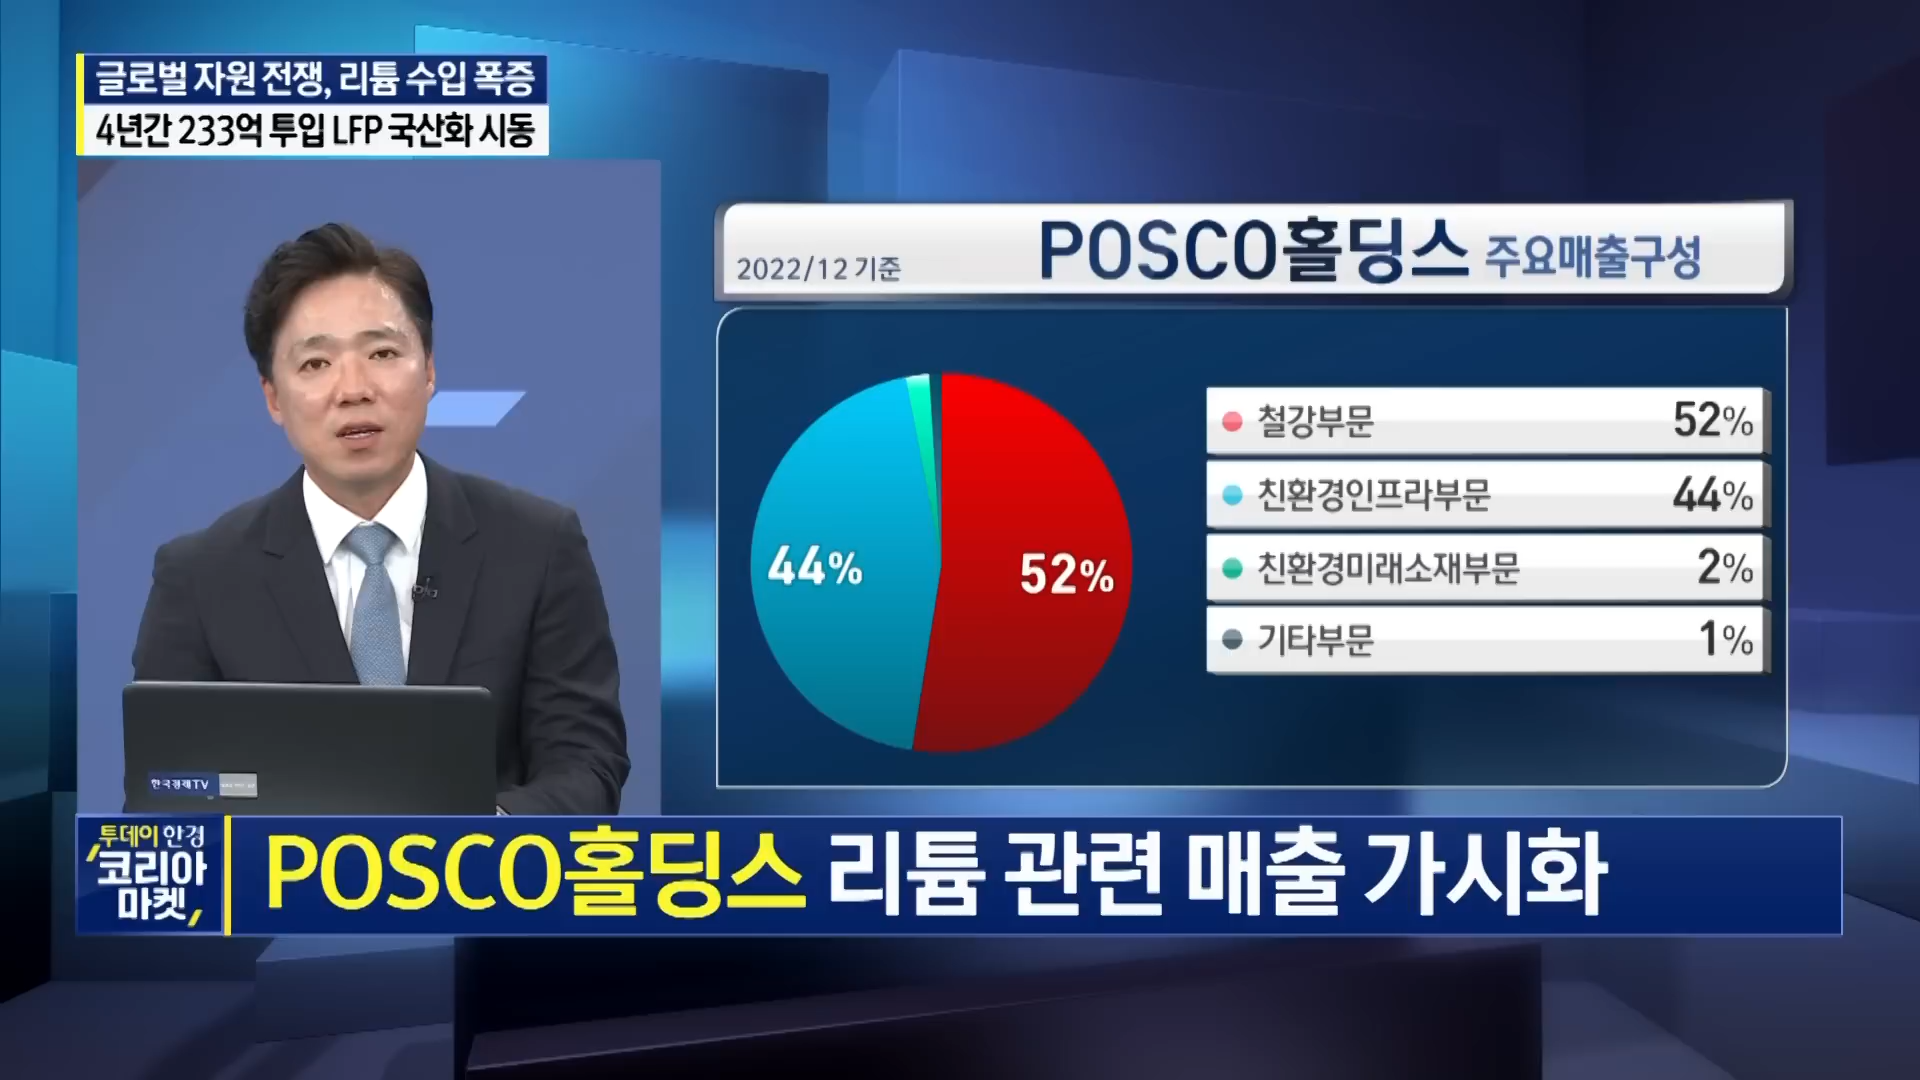 글로벌 자원 전쟁, 리튬 수입 폭증
4년간 233억 투입 LFP 국산화 시동
2022/12 기준
POSCO홀딩스 주요매출구성
44%
52%
철강부문 52%
친환경인프라부문 44%
친환경미래소재부문 2%
기타부문 1%
한국경제TV
투데이 한경
코리아
마켓
POSCO홀딩스 리튬 관련 매출 가시화